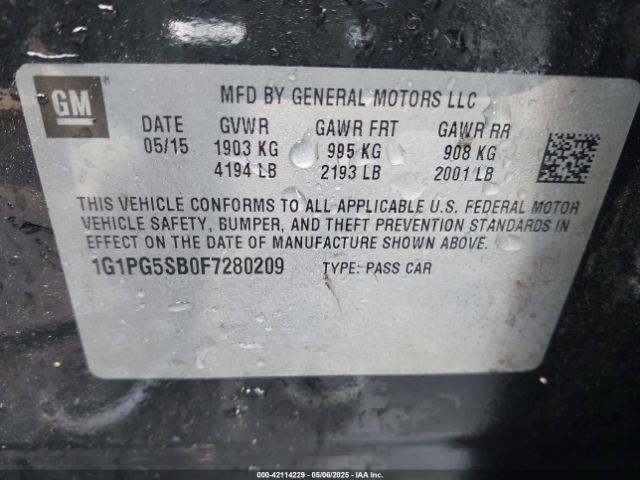 GM ®
MFD BY GENERAL MOTORS LLC
DATE GVWR GAWR FRT GAWR RR
05/15 1903 KG 995 KG 908 KG
4194 LB 2193 LB 2001 LB
THIS VEHICLE CONFORMS TO ALL APPLICABLE U.S. FEDERAL MOTOR
VEHICLE SAFETY, BUMPER, AND THEFT PREVENTION STANDARDS IN
EFFECT ON THE DATE OF MANUFACTURE SHOWN ABOVE.
1G1PG5SB0F7280209 TYPE: PASS CAR
000-42114229 - 05/06/2025 - IAAI.COM